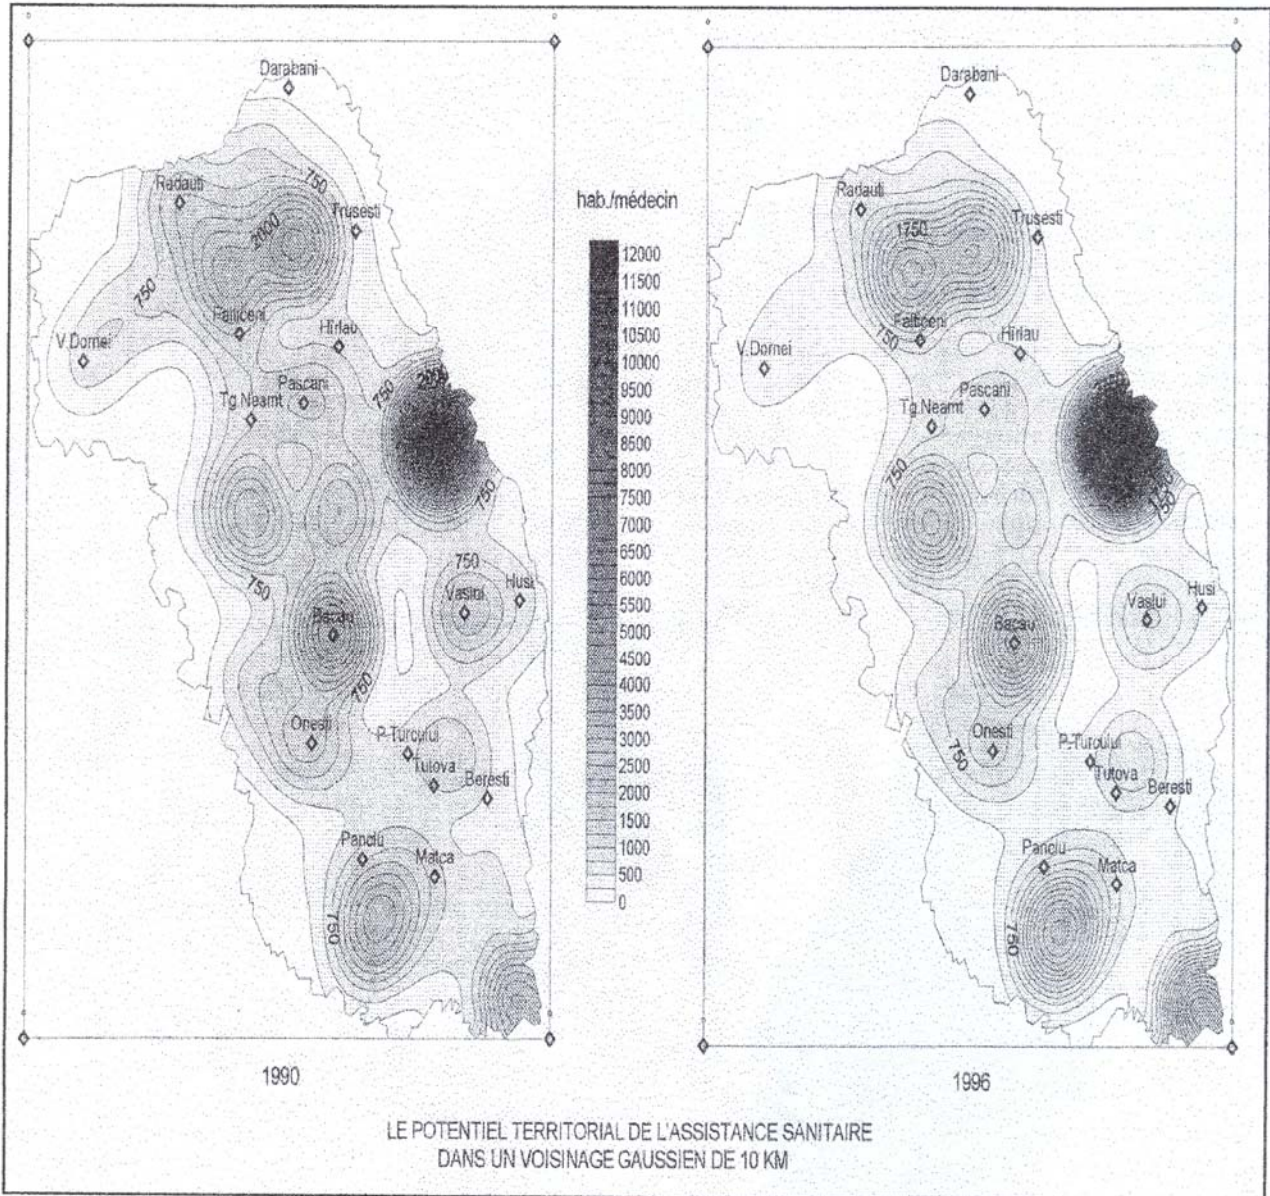 Darabani
750
Radauti
Trusesti
2000
750
Falticeni
Hirlau
V.Dornei
Pascani
750
2000
Tg.Neamt
750
750
750
Husi
Vaslui
Bacau
750
Onesti
P-Turcului
Tutova
Beresti
Panciu
Matca
750
1990
hab./médecin
12000
11500
11000
10500
10000
9500
9000
8500
8000
7500
7000
6500
6000
5500
5000
4500
4000
3500
3000
2500
2000
1500
1000
500
0
Darabani
Radauti
Trusesti
1750
Falticeni
750
Hirlau
V.Dornei
Pascani
Tg.Neamt
750
750
Husi
Vaslui
Bacau
Onesti
750
P.-Turcului
Tutova
Beresti
Panciu
Matca
750
1996
LE POTENTIEL TERRITORIAL DE L'ASSISTANCE SANITAIRE
DANS UN VOISINAGE GAUSSIEN DE 10 KM